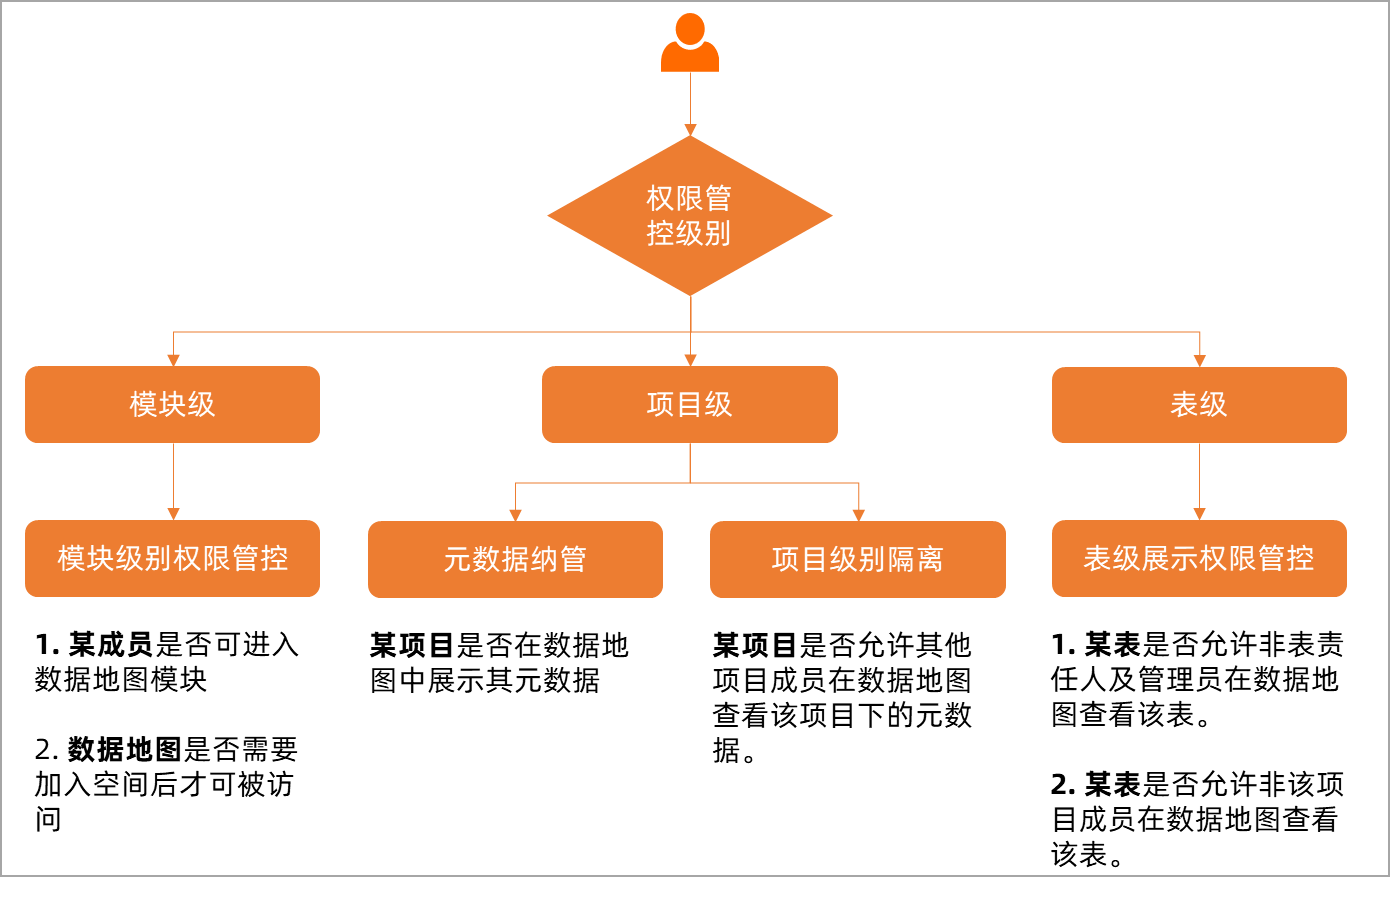 权限管
控级别
模块级
项目级
表级
模块级别权限管控
元数据纳管
项目级别隔离
表级展示权限管控
1. 某成员是否可进入
数据地图模块
2. 数据地图是否需要
加入空间后才可被访
问
某项目是否在数据地
图中展示其元数据
某项目是否允许其他
项目成员在数据地图
查看该项目下的元数
据。
1. 某表是否允许非表责
任人及管理员在数据地
图查看该表。
2. 某表是否允许非该项
目成员在数据地图查看
该表。